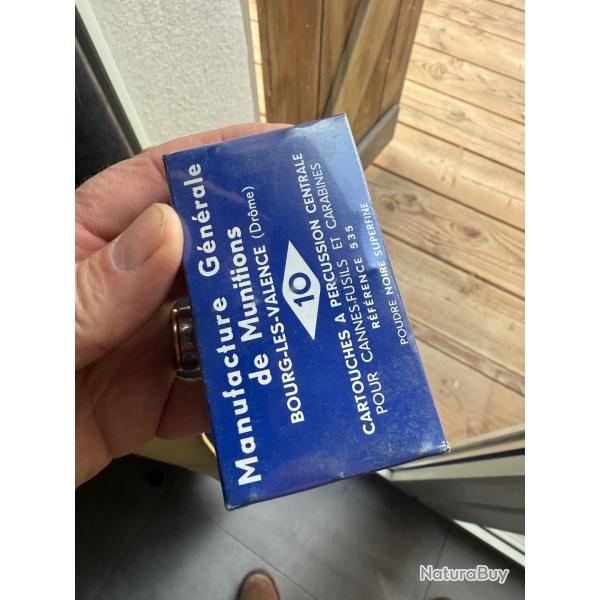 Manufacture Générale
de Munitions
BOURG-LES-VALENCE (Drôme)
10
CARTOUCHES A PERCUSSION CENTRALE
POUR CANNES-FUSILS ET CARABINES
RÉFÉRENCE 535
POUDRE NOIRE SUPERFINE
NaturaBuy